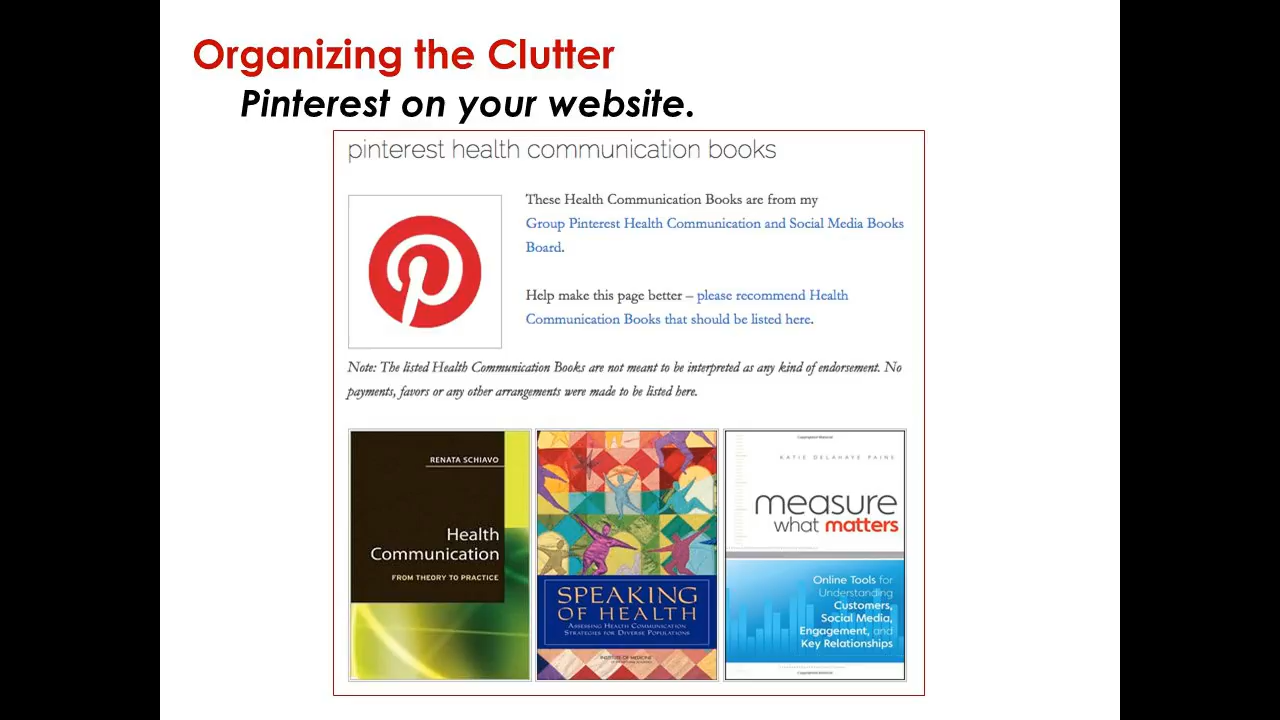 Organizing the Clutter
Pinterest on your website.
pinterest health communication books
These Health Communication Books are from my
Group Pinterest Health Communication and Social Media Books
Board.
Help make this page better – please recommend Health
Communication Books that should be listed here.
Note: The listed Health Communication Books are not meant to be interpreted as any kind of endorsement. No
payments, favors or any other arrangements were made to be listed here.
RENATA SCHIAVO
Health
Communication
FROM THEORY TO PRACTICE
SPEAKING
OF HEALTH
ASSESSING HEALTH COMMUNICATION
STRATEGIES FOR DIVERSE POPULATIONS
INSTITUTE OF MEDICINE
KATIE DELAHAYE PAINE
measure
what matters
Online Tools for
Understanding
Customers,
Social Media,
Engagement, and
Key Relationships